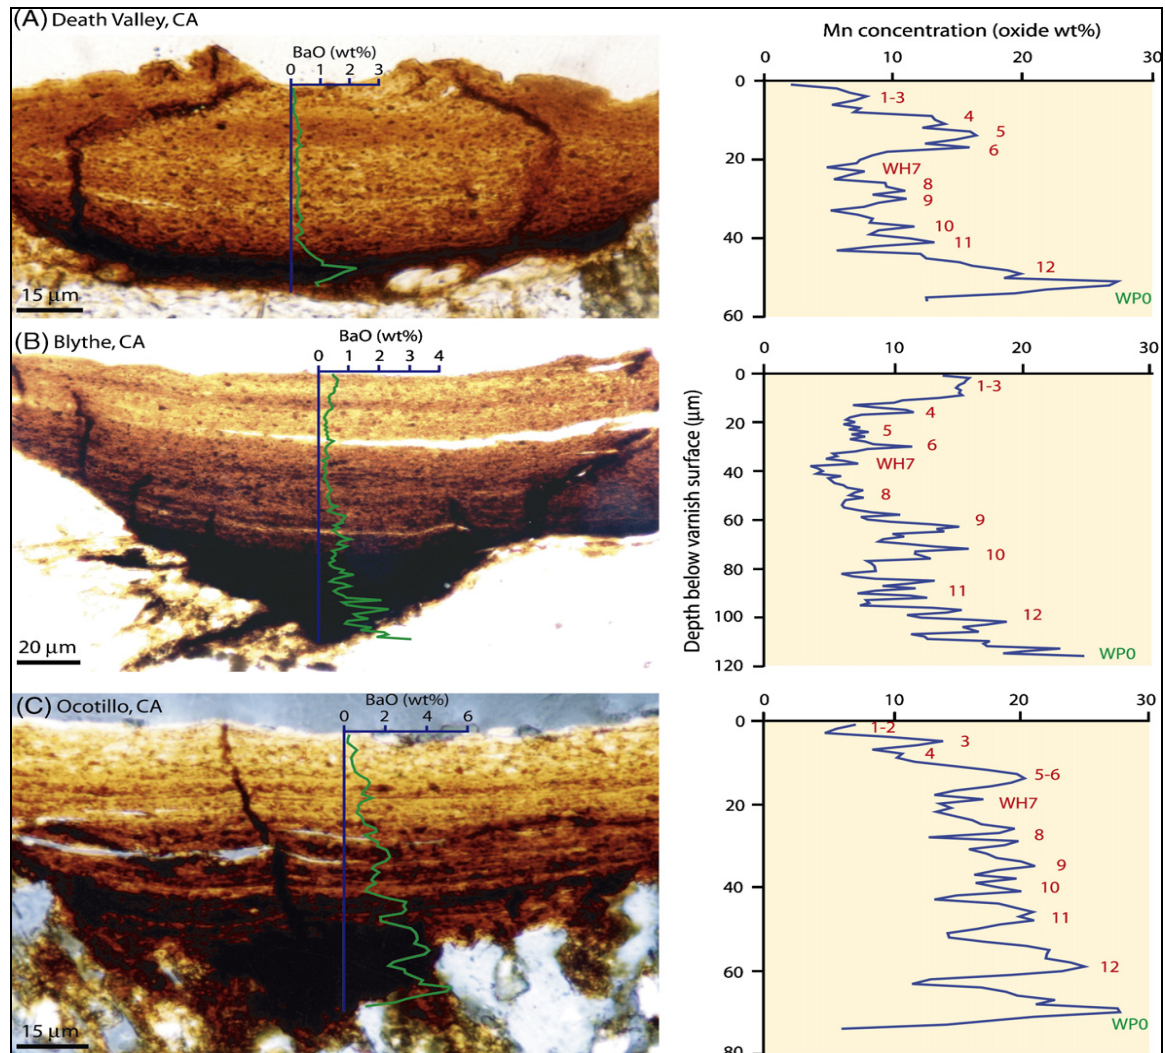 (A) Death Valley, CA
BaO (wt%)
0 1 2 3
15 µm
Mn concentration (oxide wt%)
0 10 20 30
0
20
40
60
1-3
4
5
6
WH7
8
9
10
11
12
WP0
(B) Blythe, CA
BaO (wt%)
0 1 2 3 4
20 µm
Depth below varnish surface (µm)
0 10 20 30
0
20
40
60
80
100
120
1-3
4
5
6
WH7
8
9
10
11
12
WP0
(C) Ocotillo, CA
BaO (wt%)
0 2 4 6
15 µm
0 10 20 30
0
20
40
60
80
1-2
3
4
5-6
WH7
8
9
10
11
12
WP0